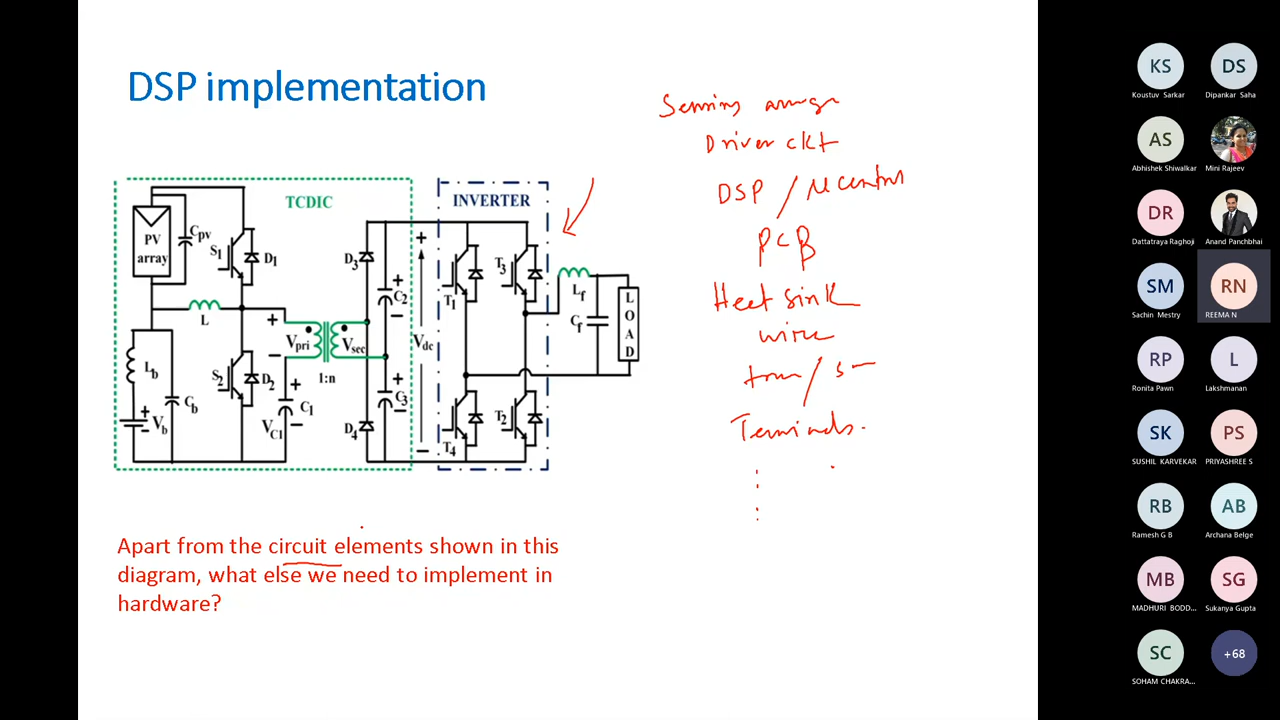 DSP implementation
TCDIC
INVERTER
PV
array
Cpv
S1
D1
L
Lb
Cb
Vb
S2
D2
Vpri
Vsec
1:n
C1
VC1
D3
D4
C2
C3
Vdc
T1
T3
T4
T2
Lf
Cf
LOAD
Driver ckt
DSP /
PCB
Heat sink
wire
Terminals.
Apart from the circuit elements shown in this
diagram, what else we need to implement in
hardware?
KS
Koustuv Sarkar
DS
Dipankar Saha
AS
Abhishek Shiwalkar
Mini Rajeev
DR
Dattatraya Raghoji
Anand Panchbhai
SM
Sachin Mestry
RN
REEMA N
RP
Ronita Pawn
L
Lakshmanan
SK
SUSHIL KARVEKAR
PS
PRIYASHREE S
RB
Ramesh G B
AB
Archana Belge
MB
MADHURI BODD...
SG
Sukanya Gupta
SC
SOHAM CHAKRA...
+68